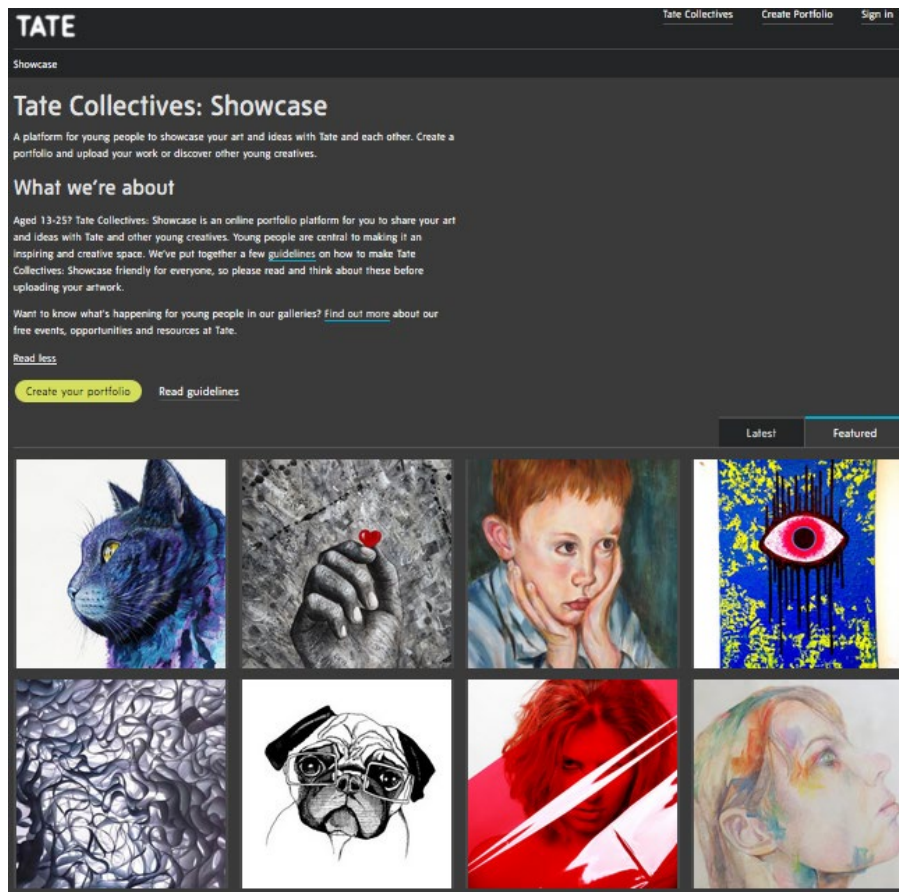 TATE
Tate Collectives
Create Portfolio
Sign in
Showcase
Tate Collectives: Showcase
A platform for young people to showcase your art and ideas with Tate and each other. Create a
portfolio and upload your work or discover other young creatives.
What we're about
Aged 13-25? Tate Collectives: Showcase is an online portfolio platform for you to share your art
and ideas with Tate and other young creatives. Young people are central to making it an
inspiring and creative space. We've put together a few guidelines on how to make Tate
Collectives: Showcase friendly for everyone, so please read and think about these before
uploading your artwork.
Want to know what's happening for young people in our galleries? Find out more about our
free events, opportunities and resources at Tate.
Read less
Create your portfolio
Read guidelines
Latest
Featured